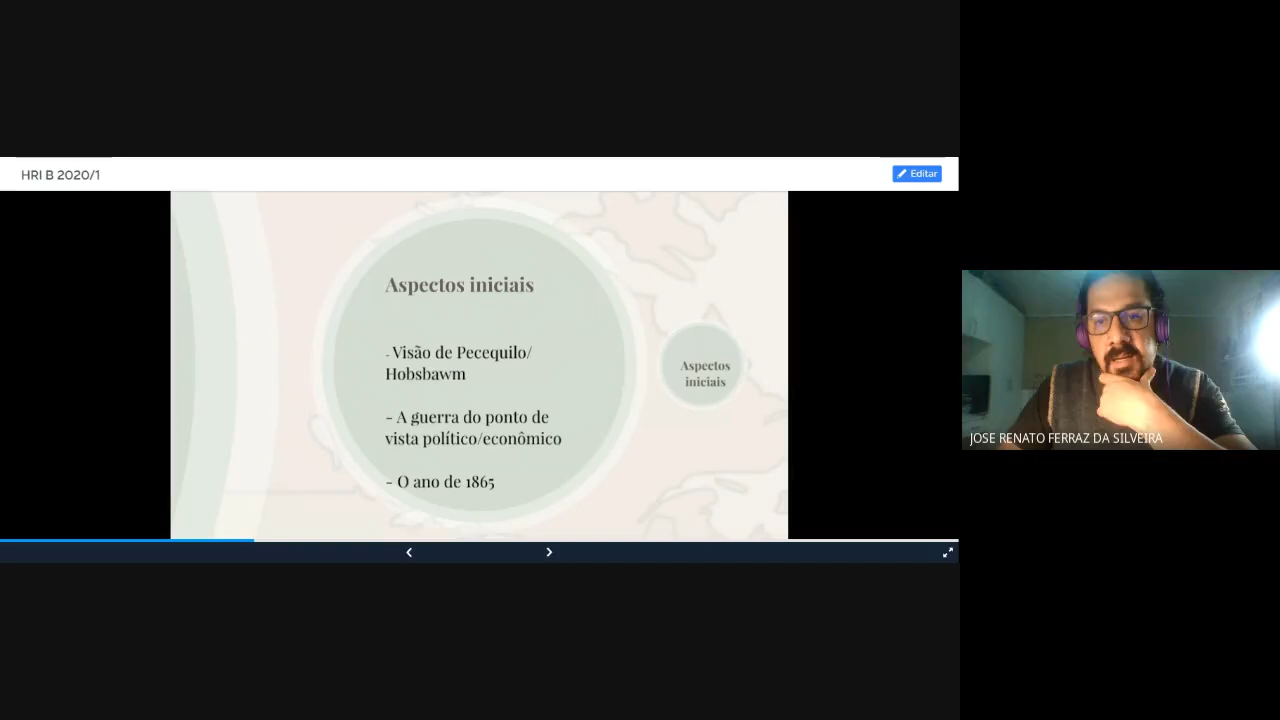 HRI B 2020/1
Editar
Aspectos iniciais
- Visão de Pecequilo/
Hobsbawm
- A guerra do ponto de
vista político/econômico
- O ano de 1865
Aspectos
iniciais
JOSE RENATO FERRAZ DA SILVEIRA